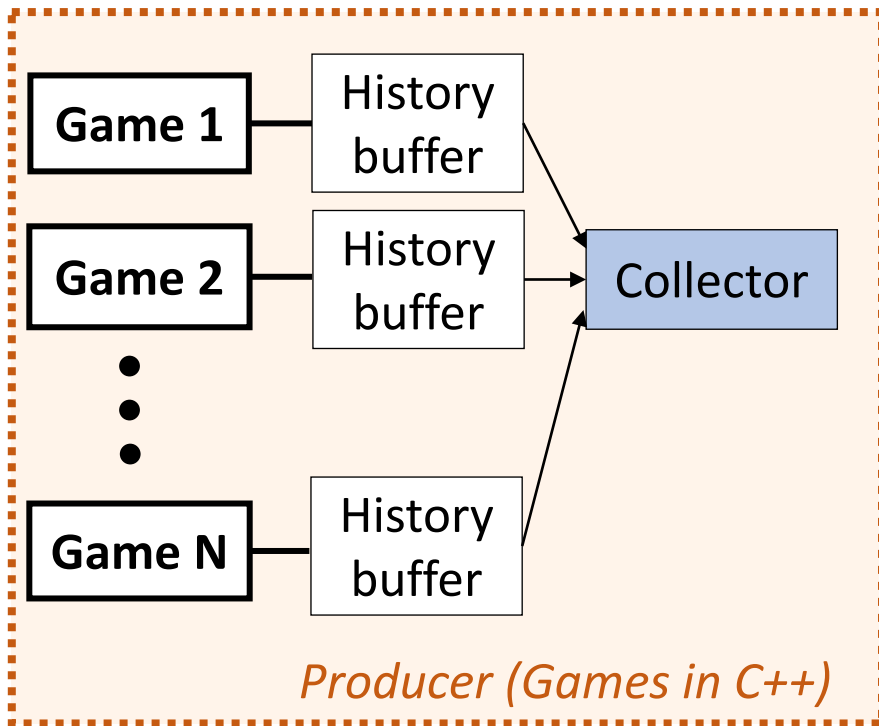 Game 1
History
buffer
Game 2
History
buffer
Collector
Game N
History
buffer
Producer (Games in C++)